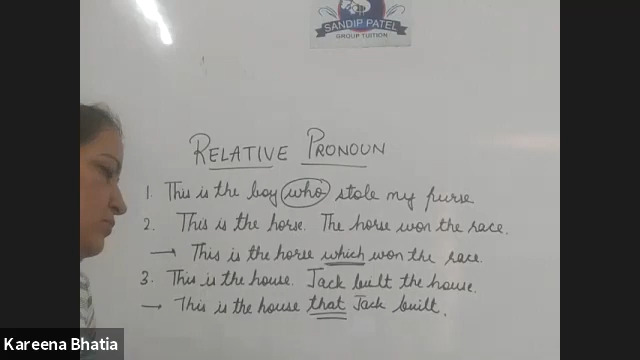 SANDIP PATEL
GROUP TUITION
RELATIVE PRONOUN
1. This is the boy who stole my purse
2. This is the horse. The horse won the race.
→ This is the horse which won the race.
3. This is the house. Jack built the house.
→ This is the house that Jack built.
Kareena Bhatia